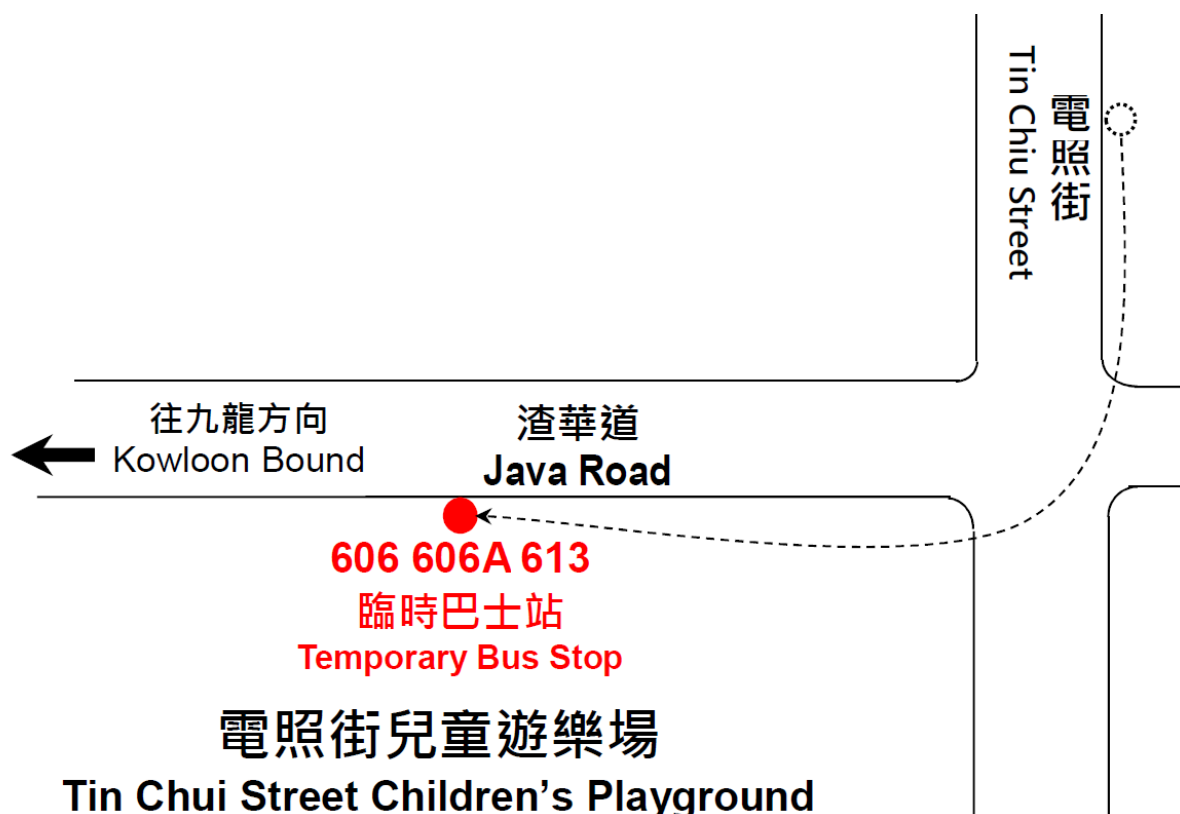 電照街
Tin Chiu Street
往九龍方向
Kowloon Bound
渣華道
Java Road
606 606A 613
臨時巴士站
Temporary Bus Stop
電照街兒童遊樂場
Tin Chui Street Children’s Playground